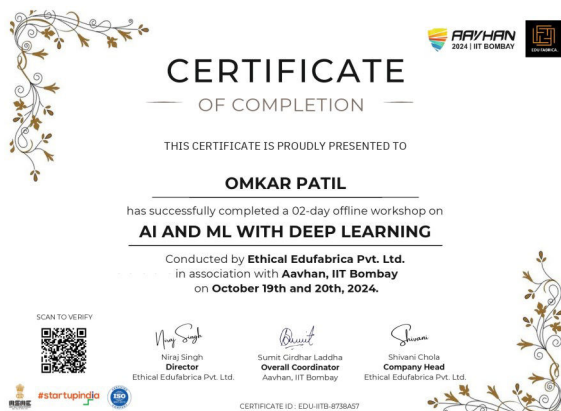 AAVHAN
2024 | IIT BOMBAY
EDU FABRICA
CERTIFICATE
OF COMPLETION
THIS CERTIFICATE IS PROUDLY PRESENTED TO
OMKAR PATIL
has successfully completed a 02-day offline workshop on
AI AND ML WITH DEEP LEARNING
Conducted by Ethical Edufabrica Pvt. Ltd.
in association with Aavhan, IIT Bombay
on October 19th and 20th, 2024.
SCAN TO VERIFY
Niraj Singh
Shivani
Niraj Singh
Director
Ethical Edufabrica Pvt. Ltd.
Sumit Girdhar Laddha
Overall Coordinator
Aavhan, IIT Bombay
Shivani Chola
Company Head
Ethical Edufabrica Pvt. Ltd.
#startupindia
ISO
CERTIFICATE ID : EDU-IITB-8738A57